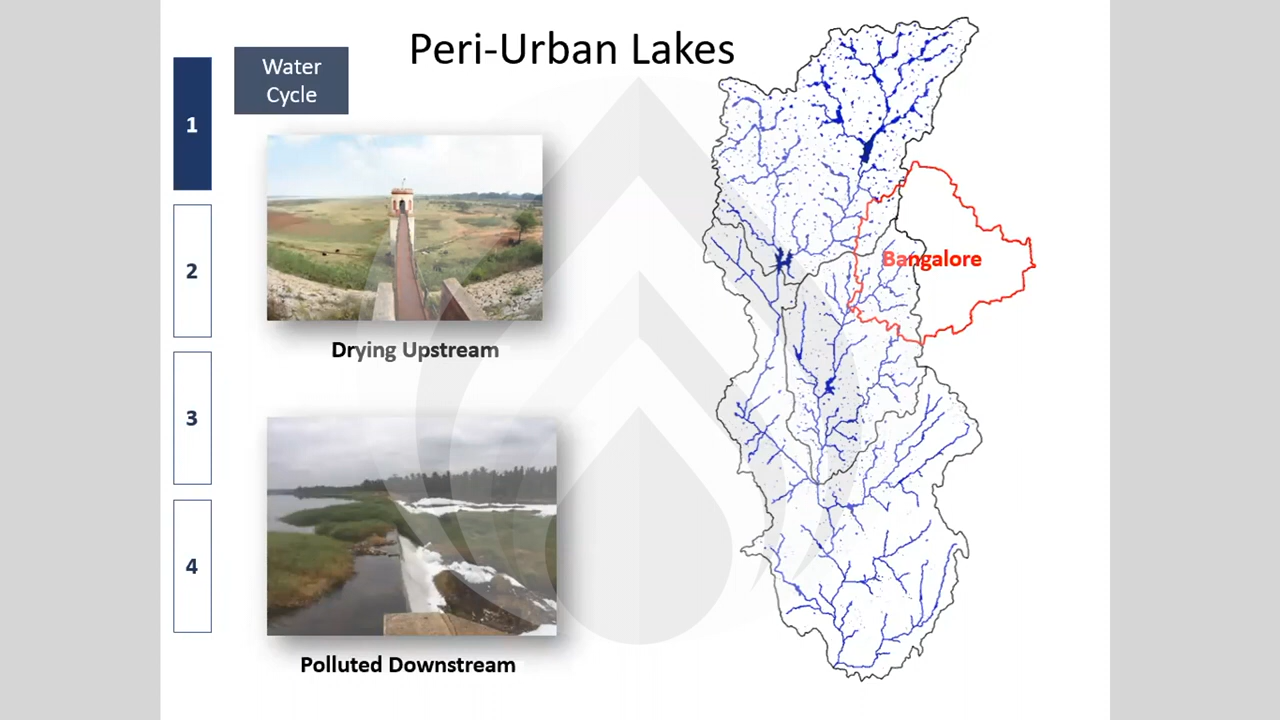 Peri-Urban Lakes
Water
Cycle
1
2
3
4
Drying Upstream
Polluted Downstream
Bangalore